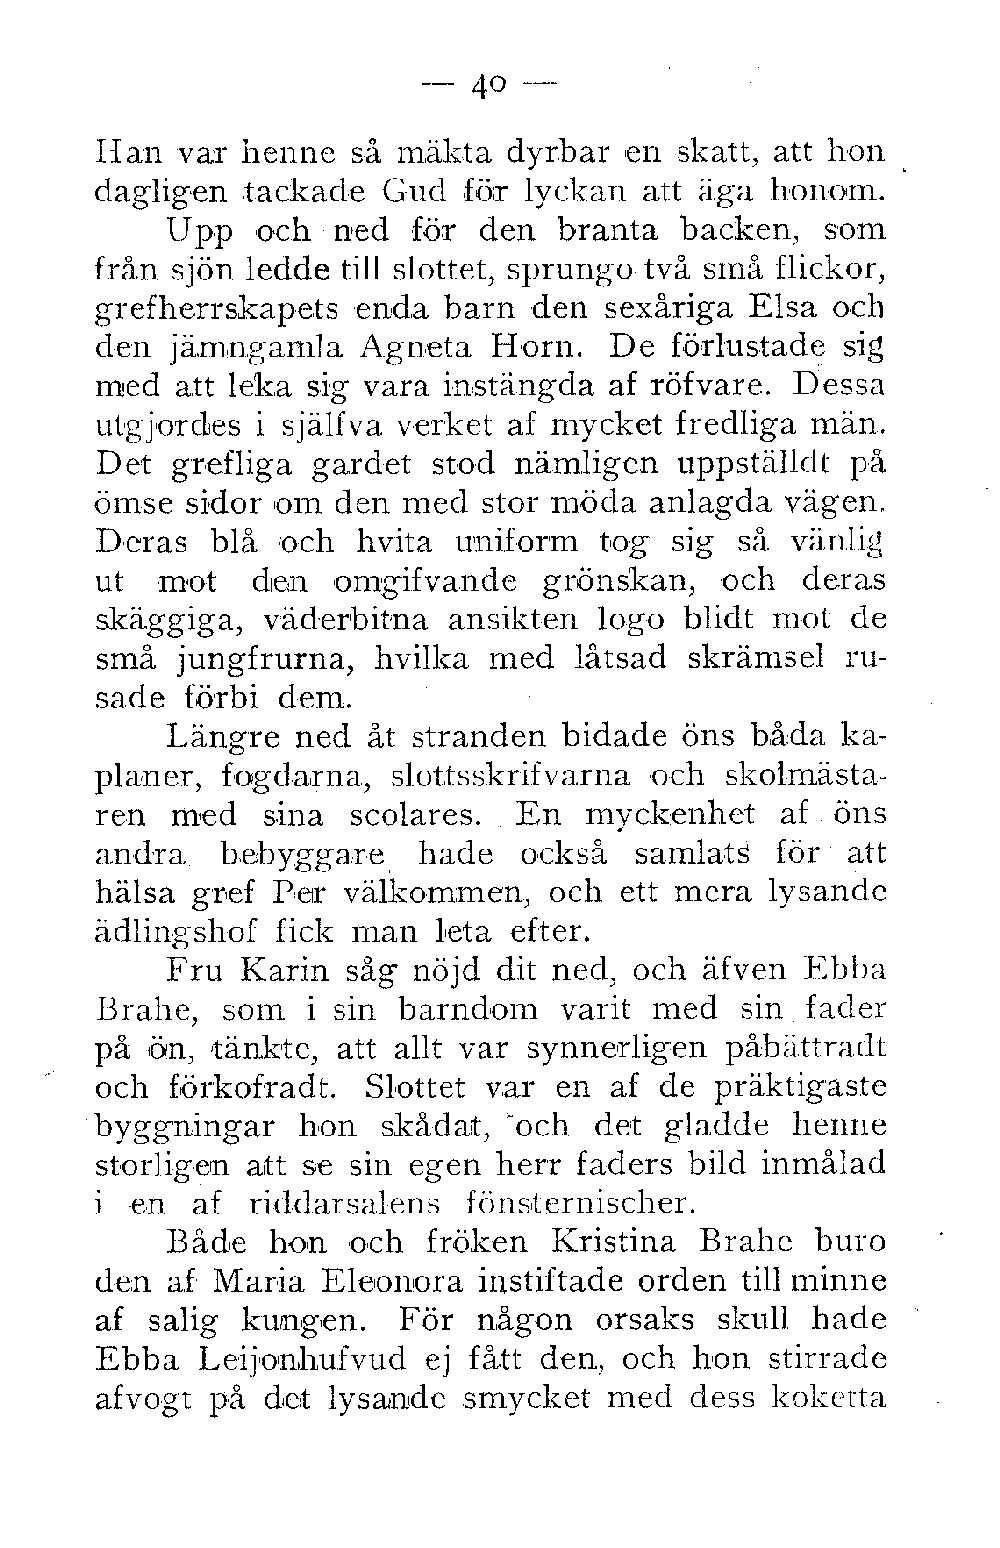 — 40 —
Han var henne så mäkta dyrbar en skatt, att hon
dagligen tackade Gud för lyckan att äga honom.
Upp och ned för den branta backen, som
från sjön ledde till slottet, sprungo två små flickor,
grefherrskapets enda barn den sexåriga Elsa och
den jämngamla Agneta Horn. De förlustade sig
med att leka sig vara instängda af röfvare. Dessa
utgjordes i själfva verket af mycket fredliga män.
Det grefliga gardet stod nämligen uppställdt på
ömse sidor om den med stor möda anlagda vägen.
Deras blå och hvita uniform tog sig så vänlig
ut mot den omgifvande grönskan, och deras
skäggiga, väderbitna ansikten logo blidt mot de
små jungfrurna, hvilka med låtsad skrämsel ru-
sade förbi dem.
Längre ned åt stranden bidade öns båda ka-
planer, fogdarna, slottsskrifvarna och skolmästa-
ren med sina scolares. En myckenhet af öns
andra bebyggare hade också samlats för att
hälsa gref Per välkommen, och ett mera lysande
ädlingshof fick man leta efter.
Fru Karin såg nöjd dit ned, och äfven Ebba
Brahe, som i sin barndom varit med sin fader
på ön, tänkte, att allt var synnerligen påbättradt
och förkofradt. Slottet var en af de präktigaste
byggningar hon skådat, och det gladde henne
storligen att se sin egen herr faders bild inmålad
i en af riddarsalens fönsternischer.
Både hon och fröken Kristina Brahe buro
den af Maria Eleonora instiftade orden till minne
af salig kungen. För någon orsaks skull hade
Ebba Leijonhufvud ej fått den, och hon stirrade
afvogt på det lysande smycket med dess koketta